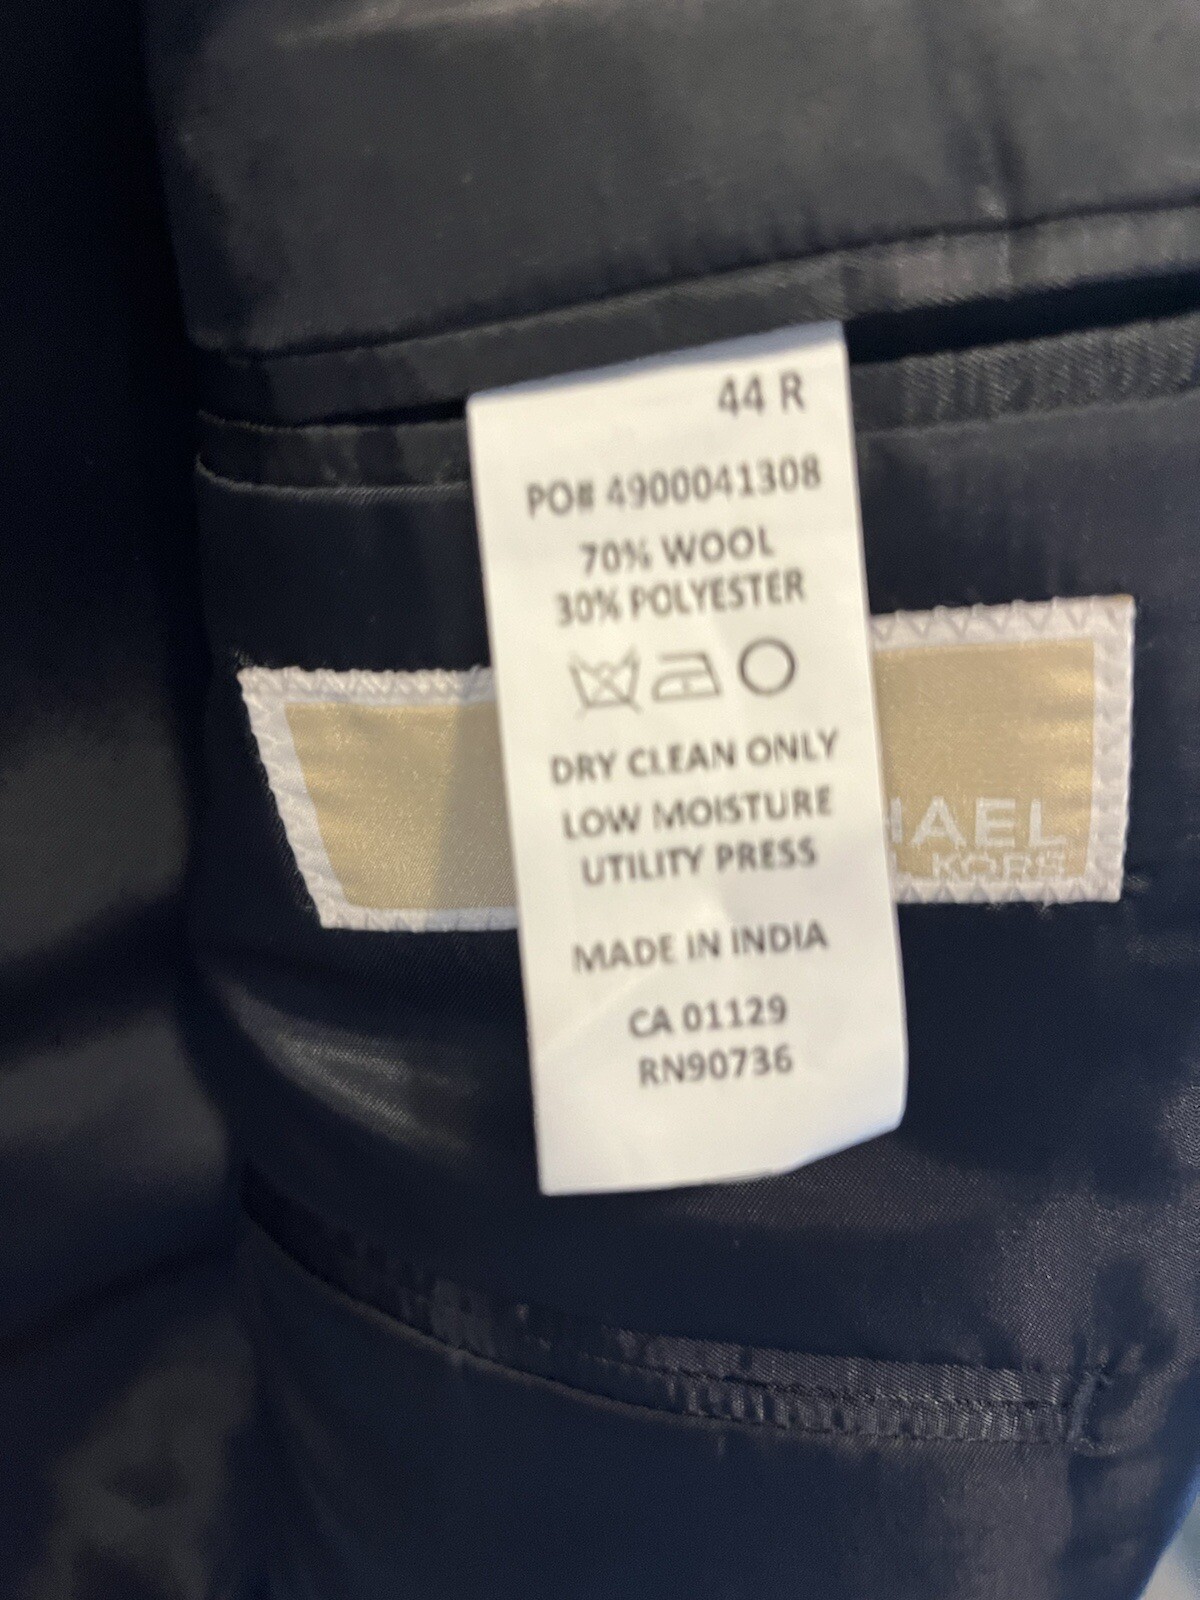 44 R
PO# 4900041308
70% WOOL
30% POLYESTER
DRY CLEAN ONLY
LOW MOISTURE
UTILITY PRESS
MADE IN INDIA
CA 01129
RN90736
HAEL
KORS